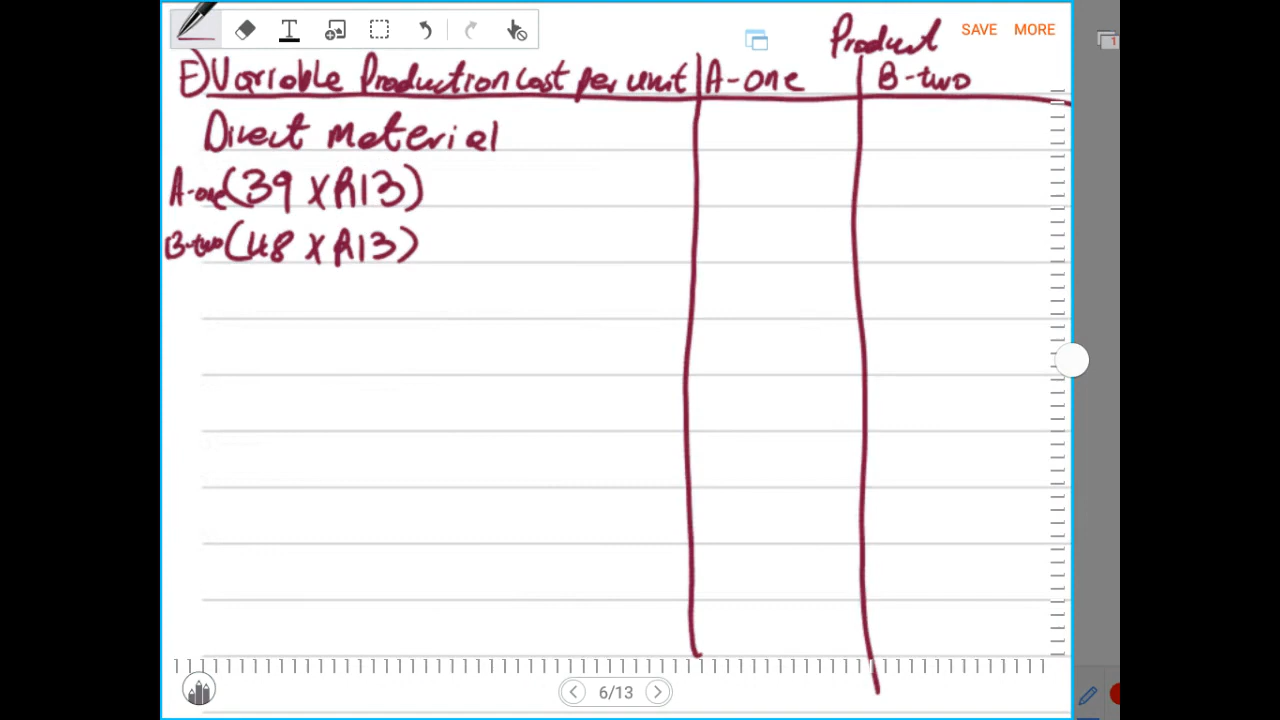 SAVE MORE
Product
E) Variable Production Cost per unit A-one B-two
Direct Material
A-one (39 X R13)
B-two (48 X R13)
6/13
1